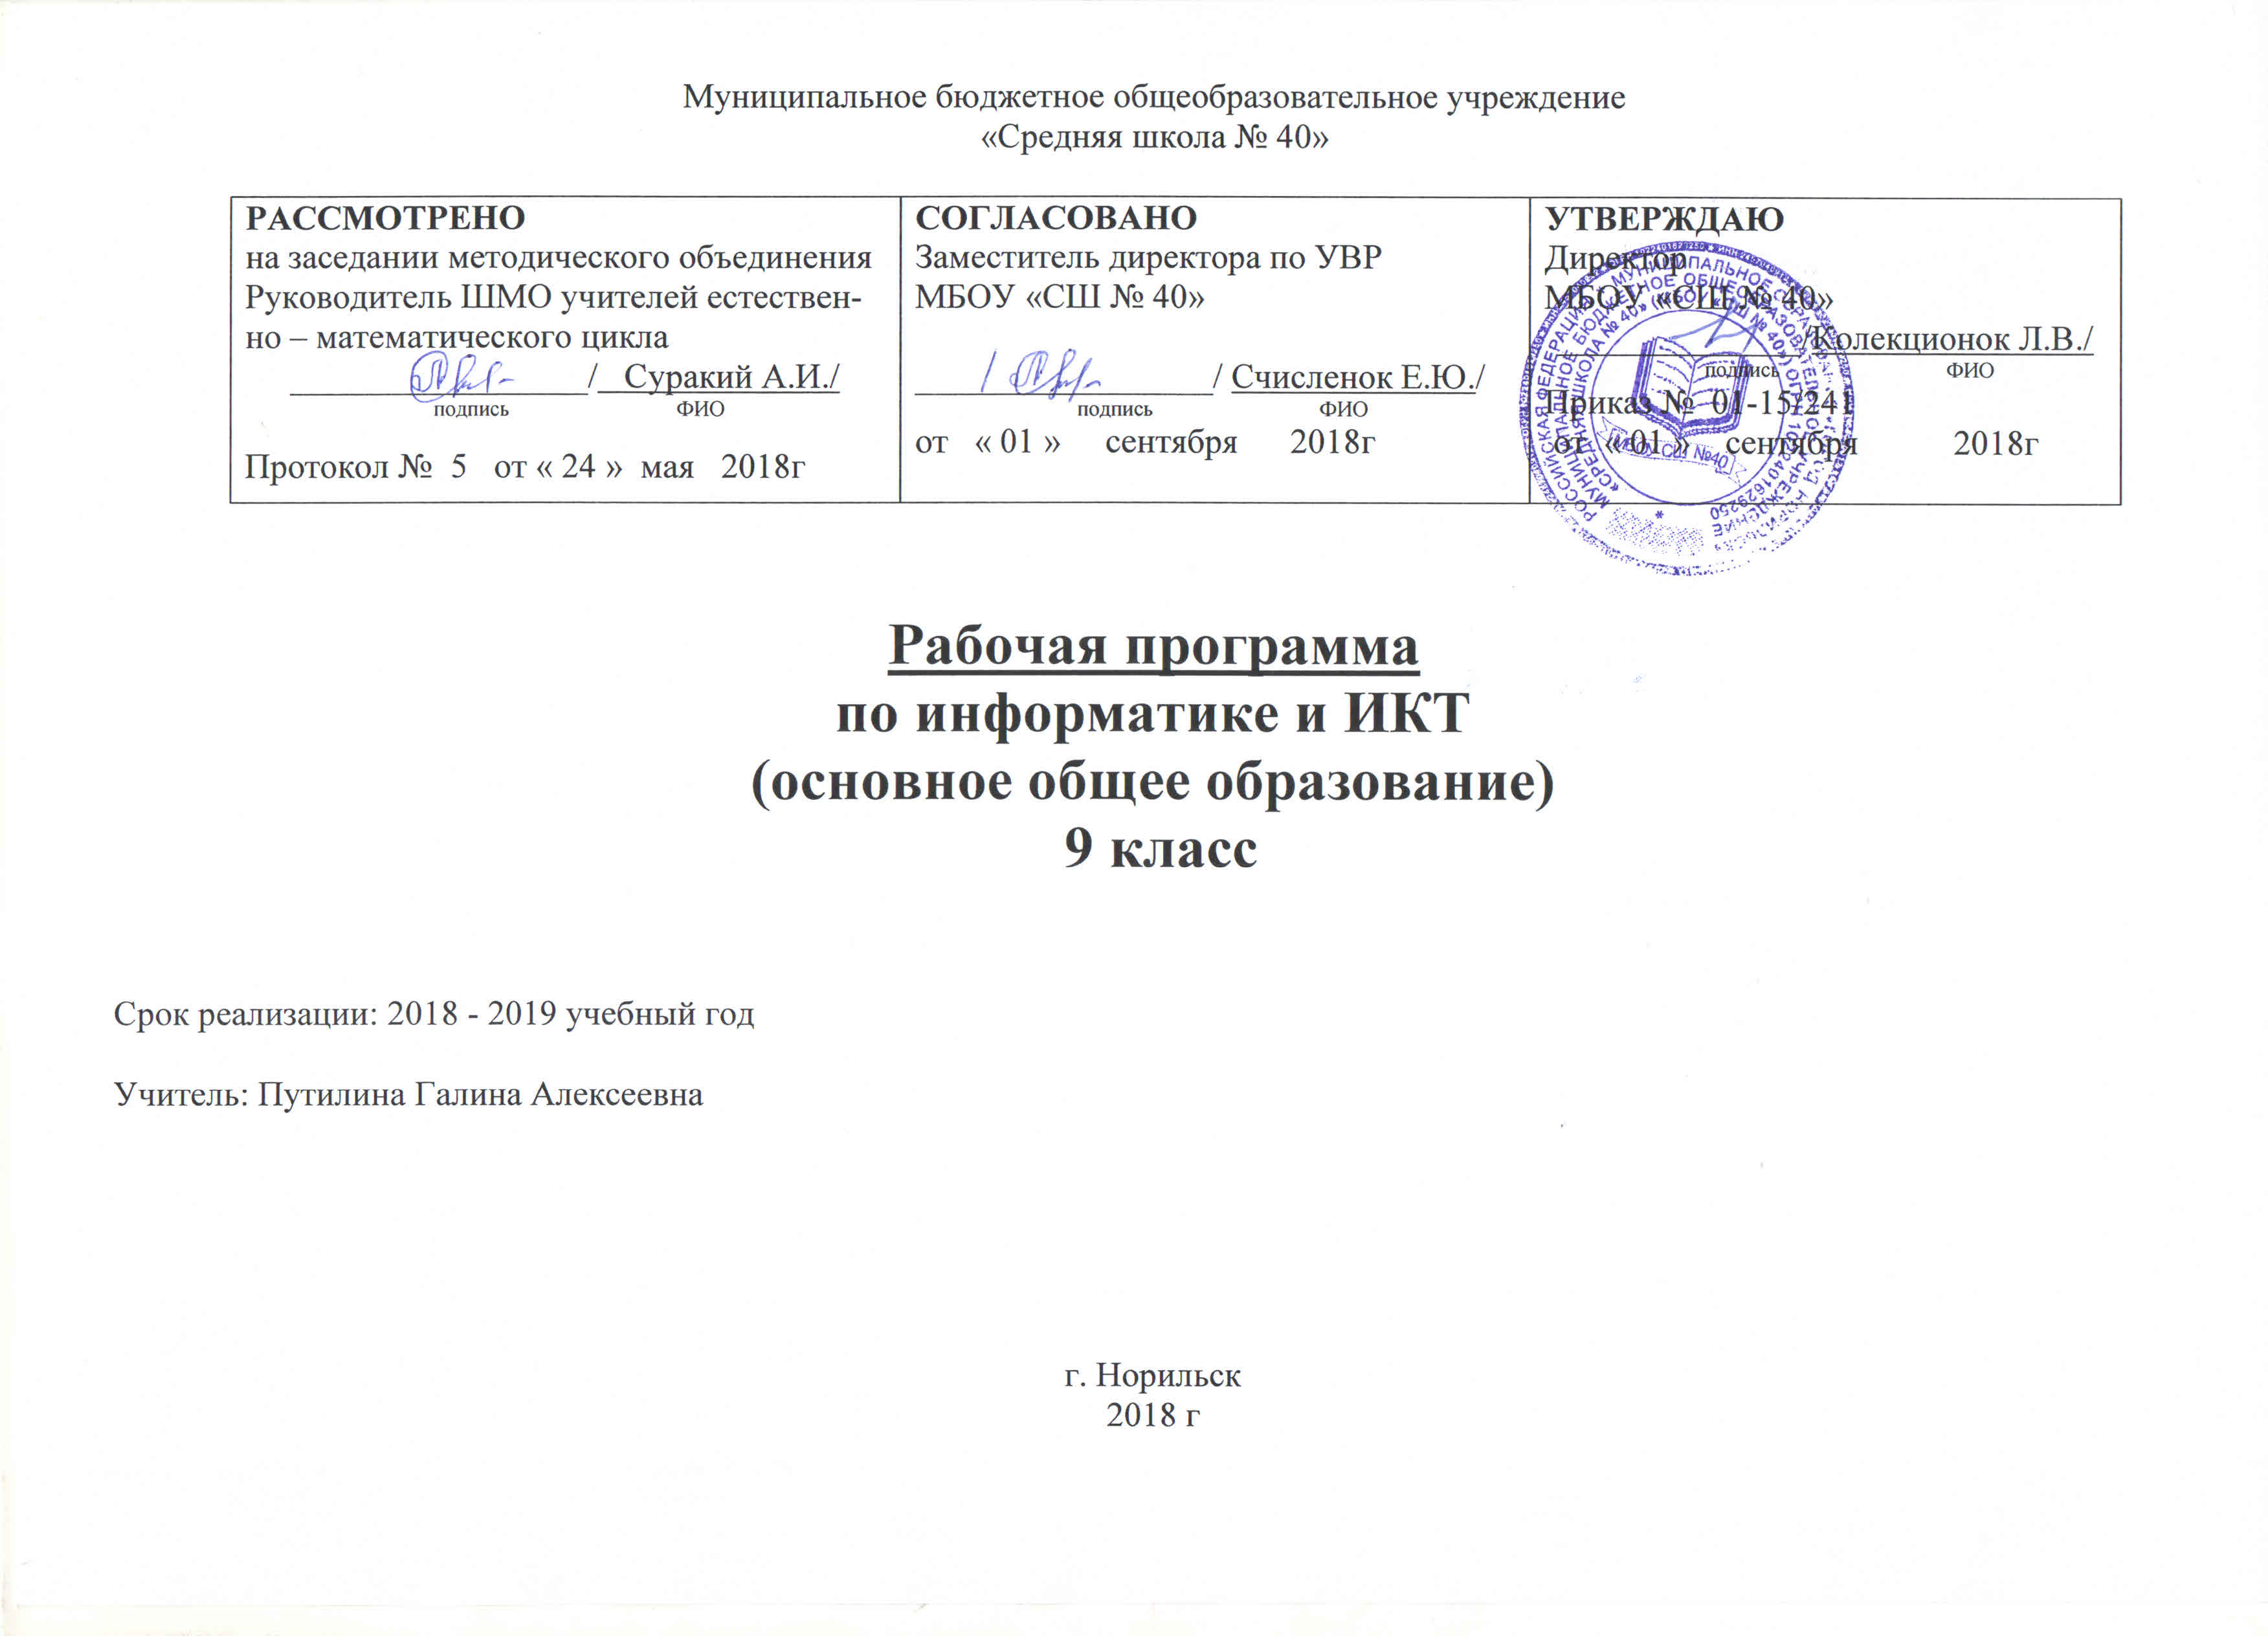 Муниципальное бюджетное общеобразовательное учреждение
«Средняя школа № 40»
РАССМОТРЕНО
на заседании методического объединения
Руководитель ШМО учителей естествен-
но – математического цикла
/ Суракий А.И./
подпись ФИО
Протокол № 5 от « 24 » мая 2018г
СОГЛАСОВАНО
Заместитель директора по УВР
МБОУ «СШ № 40»
/ Счисленок Е.Ю./
подпись ФИО
от « 01 » сентября 2018г
УТВЕРЖДАЮ
Директор
МБОУ «СШ № 40»
/Колекционок Л.В./
подпись ФИО
Приказ № 01-15/241
от « 01 » сентября 2018г
МБОУ СШ №40
Рабочая программа
по информатике и ИКТ
(основное общее образование)
9 класс
Срок реализации: 2018 - 2019 учебный год
Учитель: Путилина Галина Алексеевна
г. Норильск
2018 г